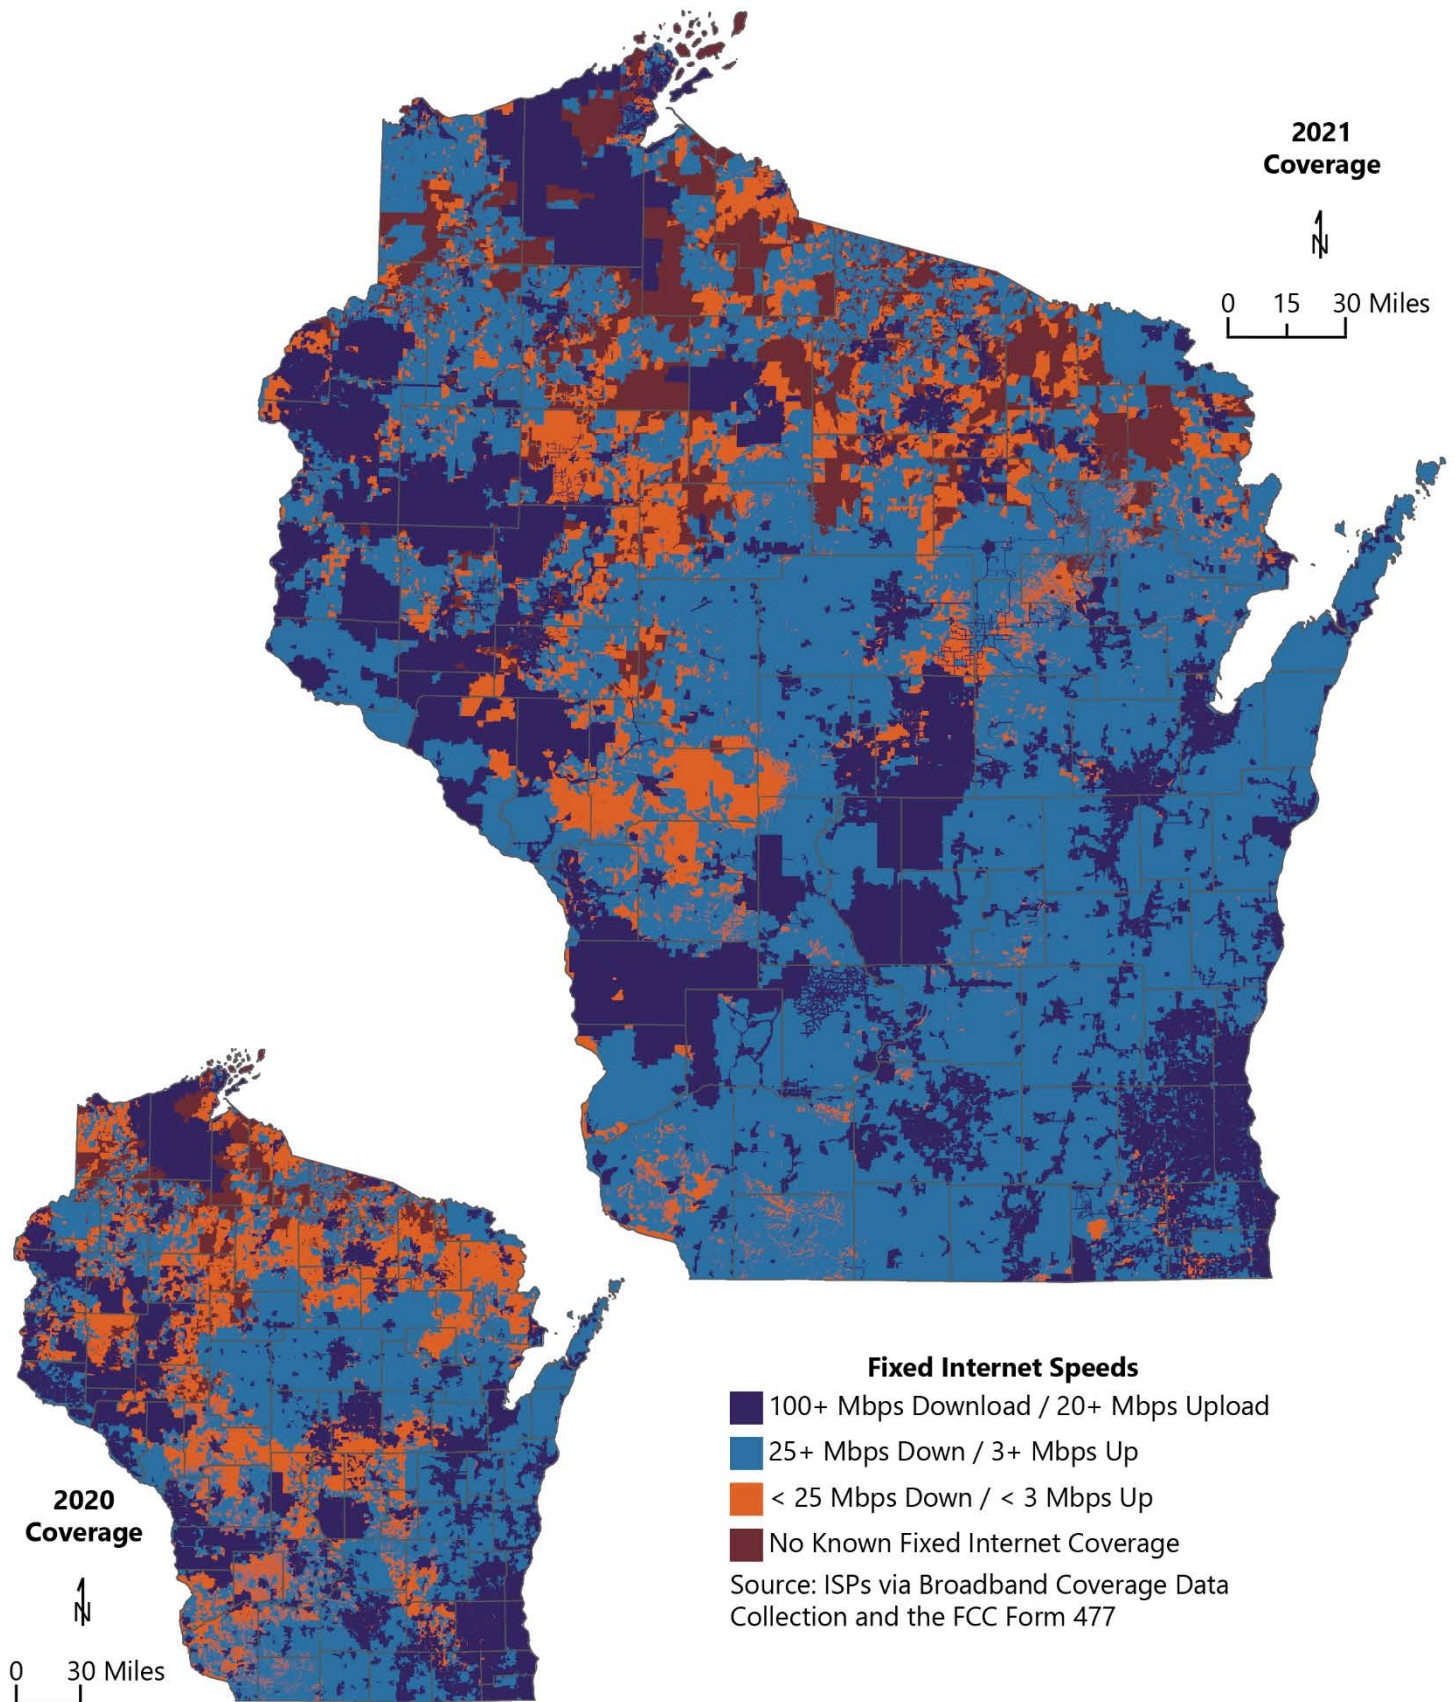 2021
Coverage
N
0 15 30 Miles
Fixed Internet Speeds
100+ Mbps Download / 20+ Mbps Upload
25+ Mbps Down / 3+ Mbps Up
< 25 Mbps Down / < 3 Mbps Up
No Known Fixed Internet Coverage
Source: ISPs via Broadband Coverage Data
Collection and the FCC Form 477
2020
Coverage
N
0 30 Miles